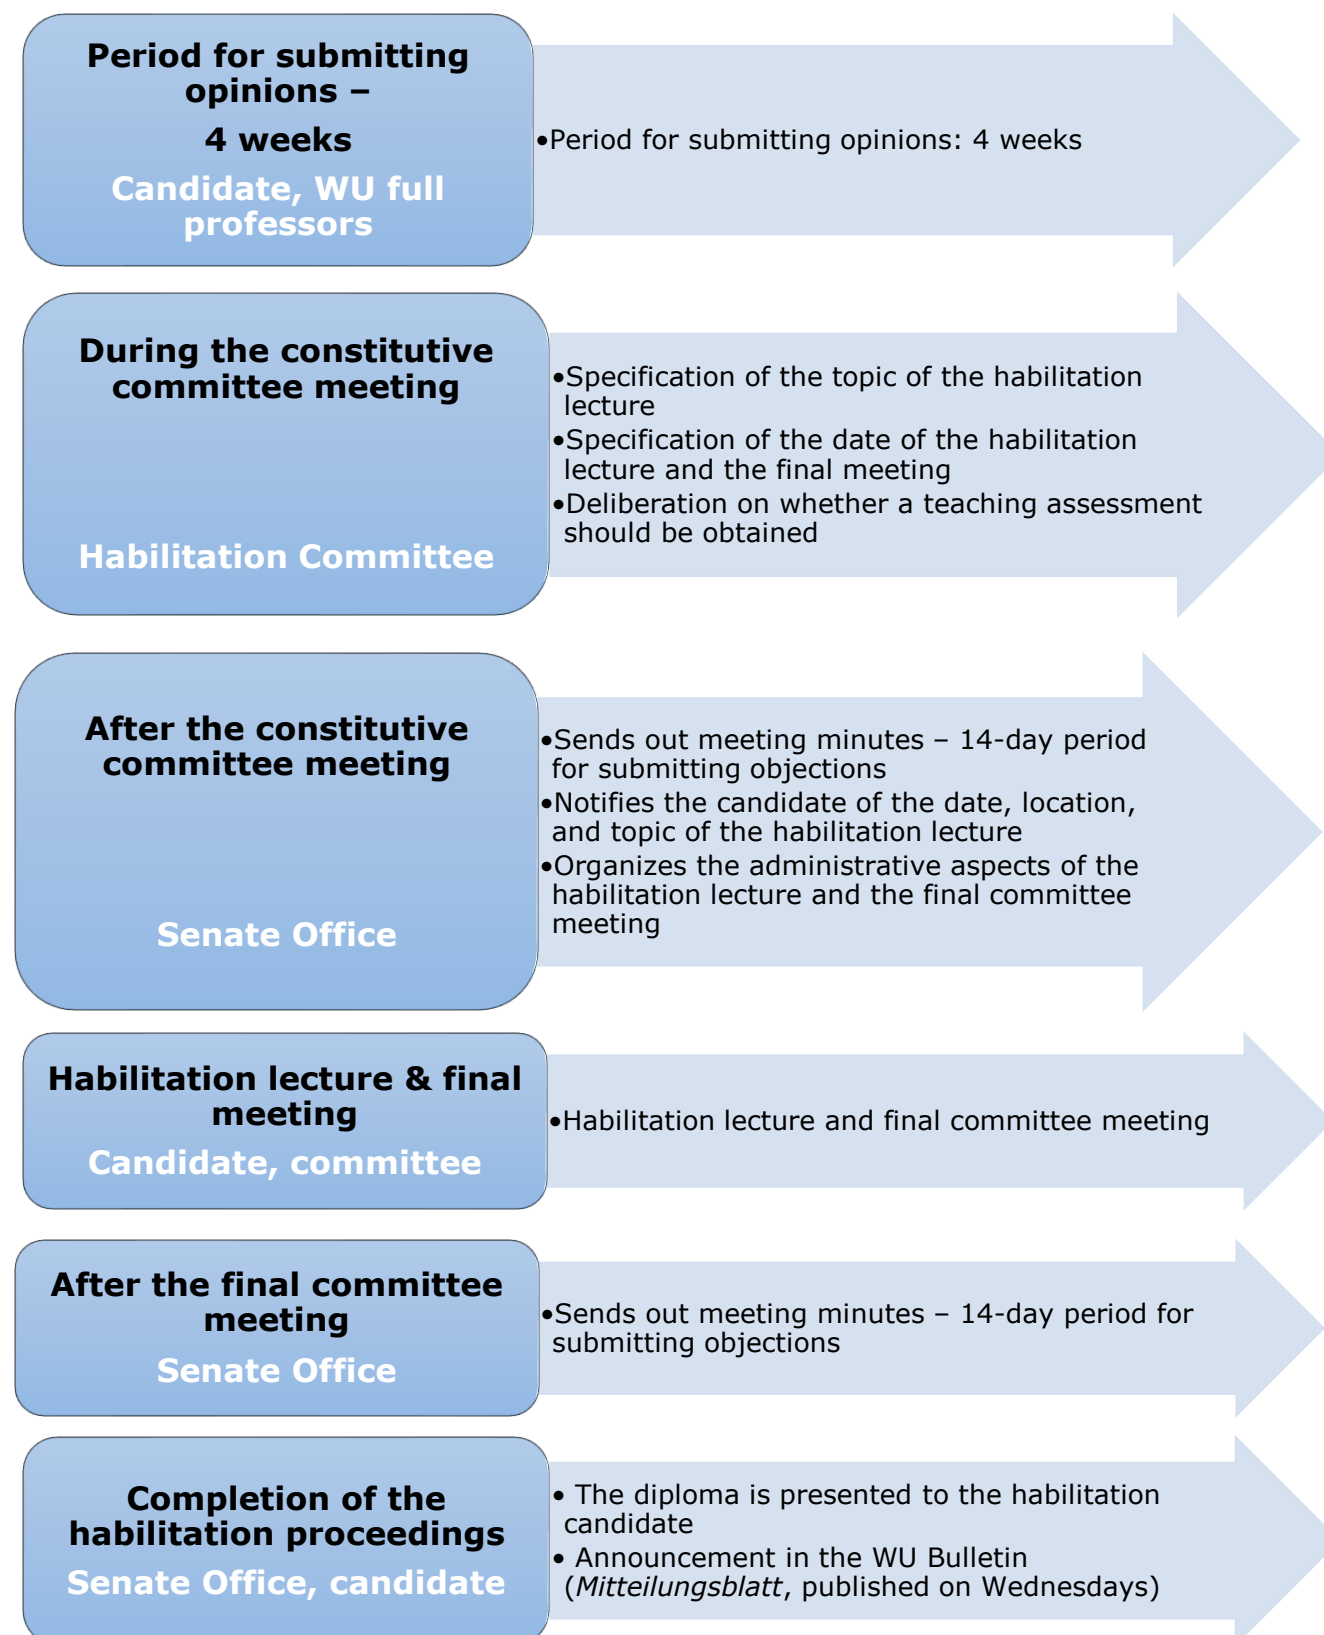 Period for submitting
opinions –
4 weeks
Candidate, WU full
professors
•Period for submitting opinions: 4 weeks
During the constitutive
committee meeting
Habilitation Committee
•Specification of the topic of the habilitation
lecture
•Specification of the date of the habilitation
lecture and the final meeting
•Deliberation on whether a teaching assessment
should be obtained
After the constitutive
committee meeting
Senate Office
•Sends out meeting minutes – 14-day period
for submitting objections
•Notifies the candidate of the date, location,
and topic of the habilitation lecture
•Organizes the administrative aspects of the
habilitation lecture and the final committee
meeting
Habilitation lecture & final
meeting
Candidate, committee
•Habilitation lecture and final committee meeting
After the final committee
meeting
Senate Office
•Sends out meeting minutes – 14-day period for
submitting objections
Completion of the
habilitation proceedings
Senate Office, candidate
• The diploma is presented to the habilitation
candidate
• Announcement in the WU Bulletin
(Mitteilungsblatt, published on Wednesdays)